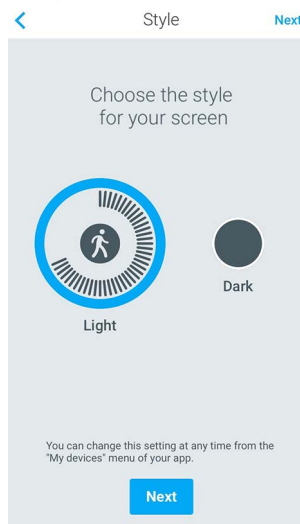 Style
Next
Choose the style
for your screen
Light
Dark
You can change this setting at any time from the
"My devices" menu of your app.
Next